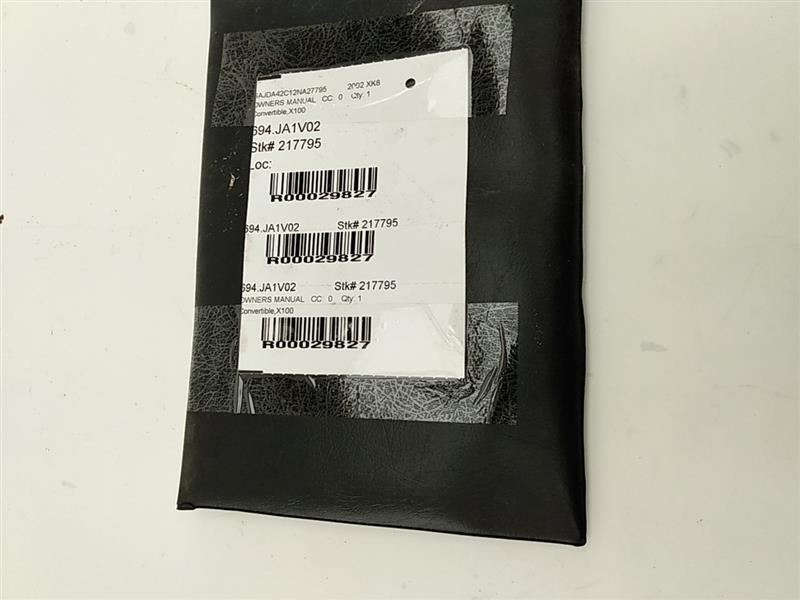 SAJDA42C12NA27795 2002 XK8
OWNERS MANUAL CC: 0 Qty: 1
Convertible,X100
694.JA1V02
Stk# 217795
Loc:
R00029827
694.JA1V02 Stk# 217795
R00029827
694.JA1V02 Stk# 217795
OWNERS MANUAL CC: 0 Qty: 1
Convertible,X100
R00029827